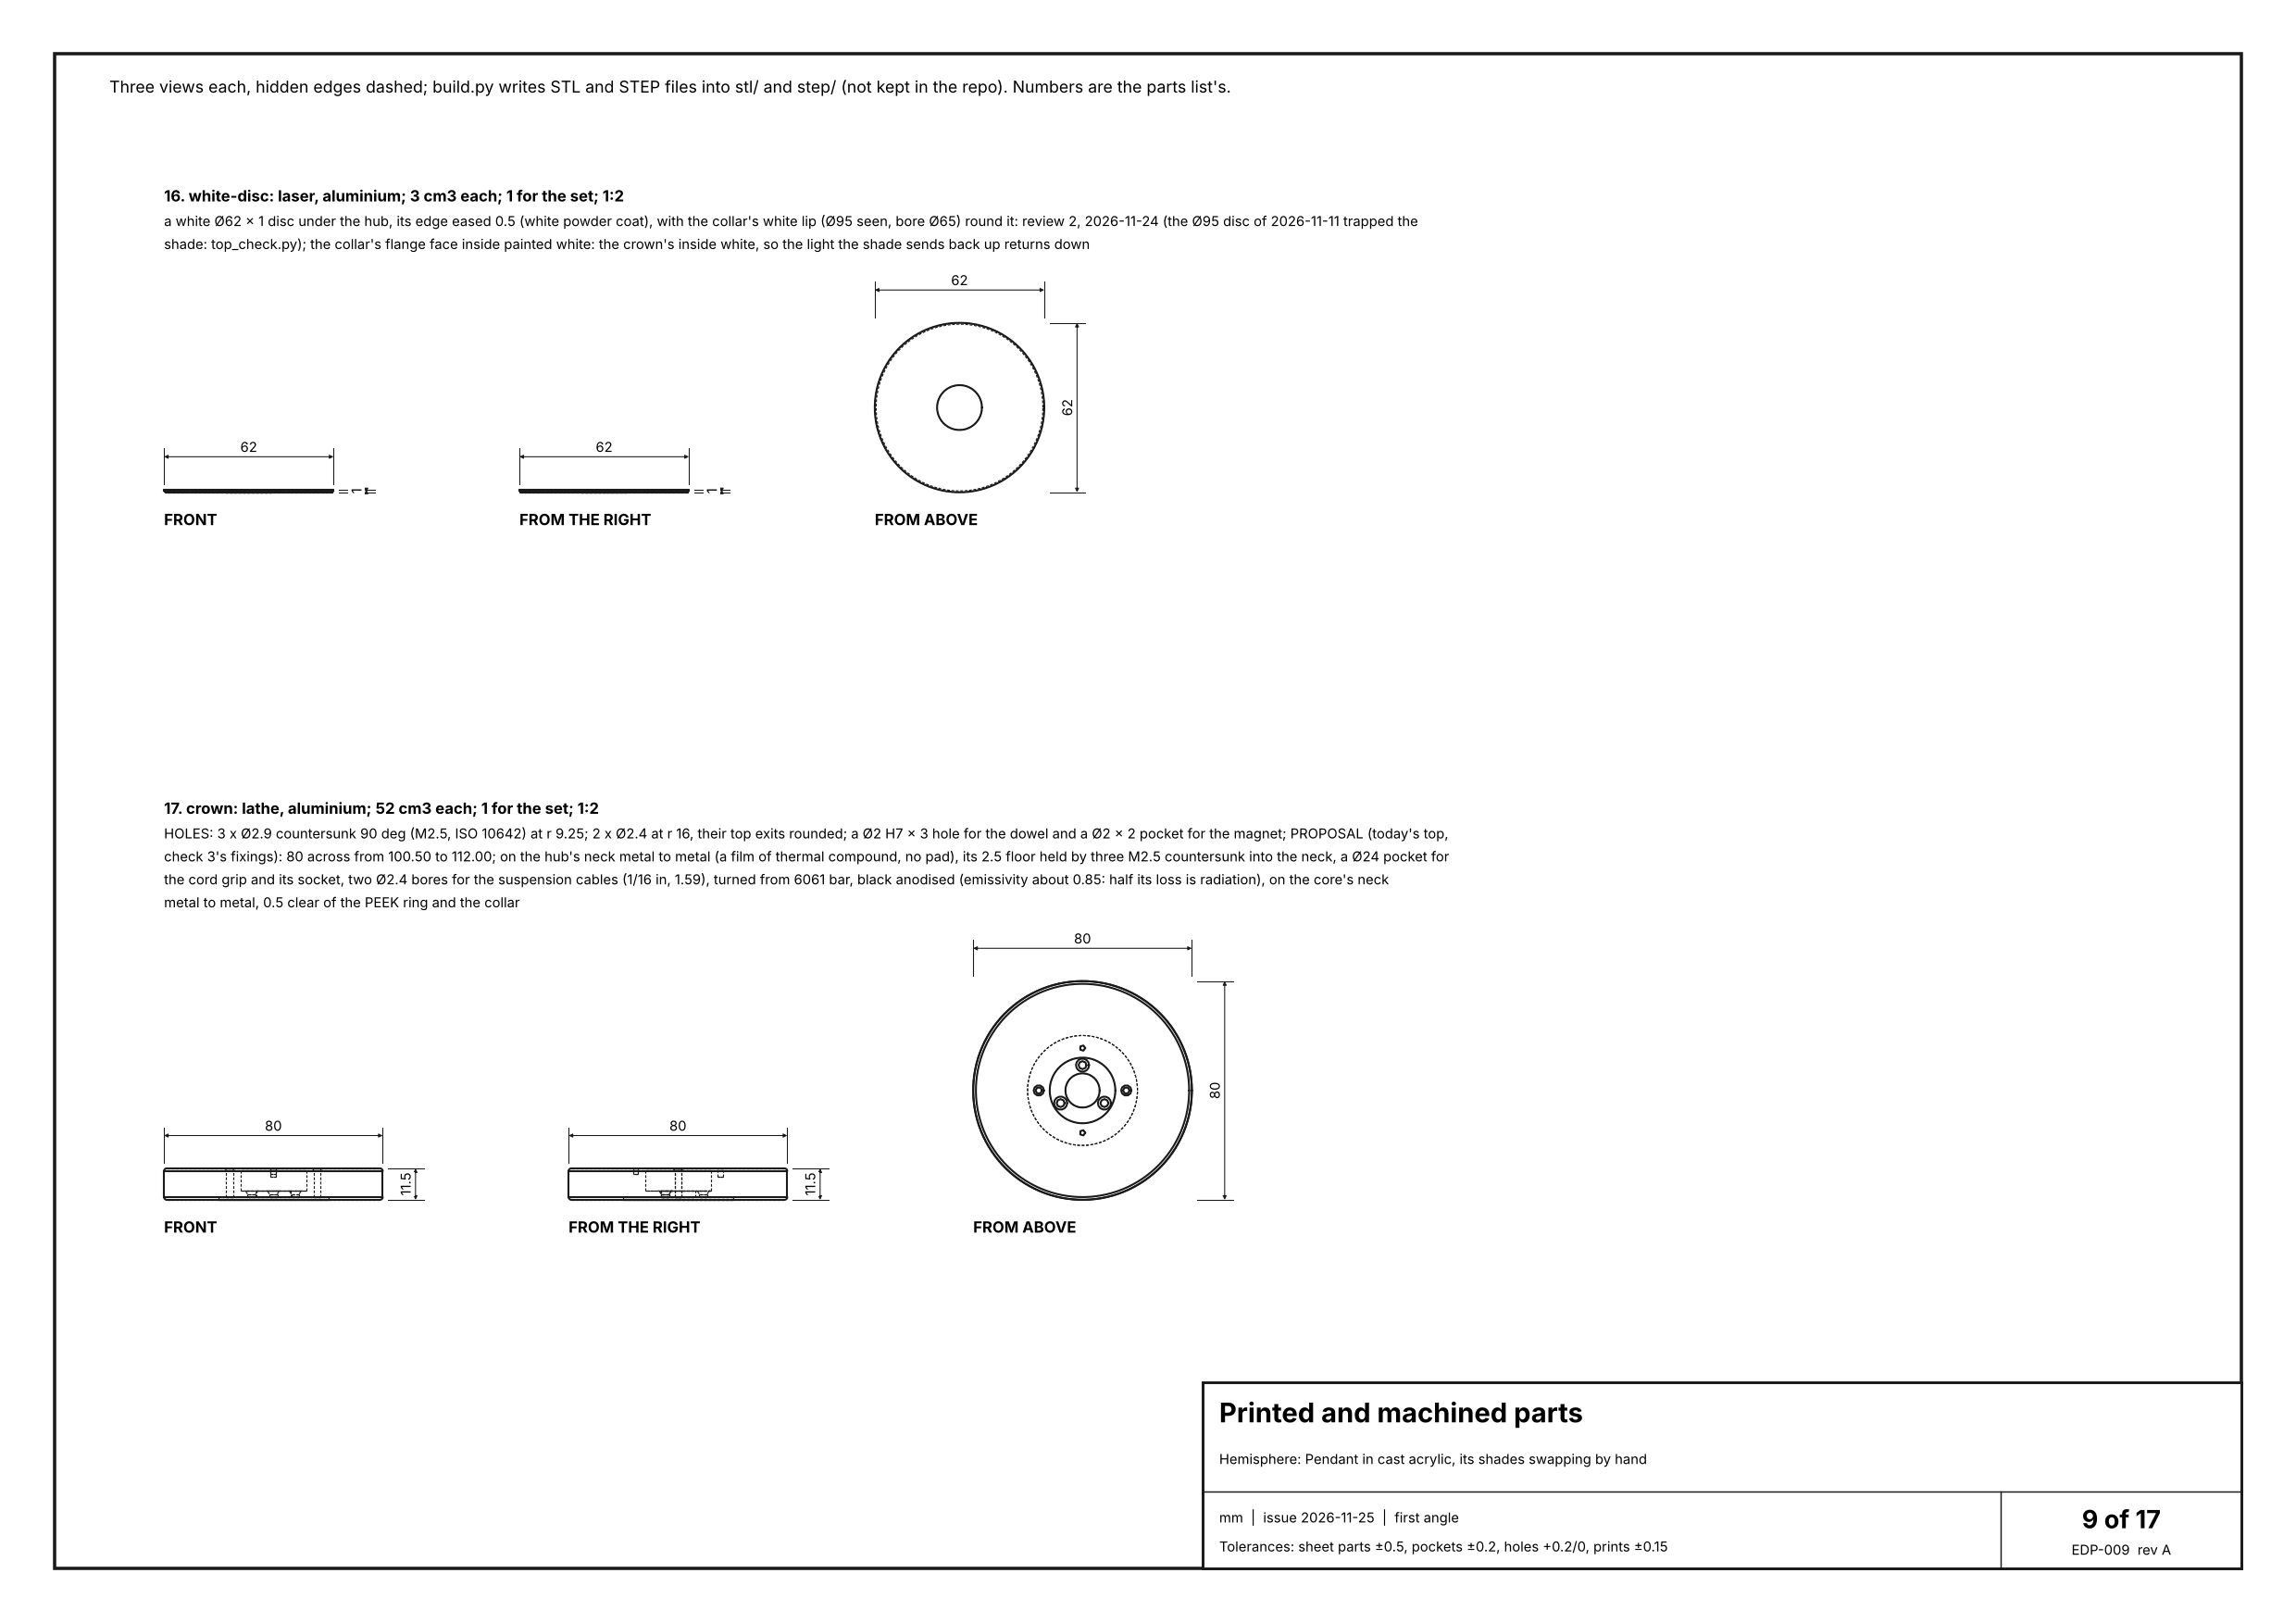 Three views each, hidden edges dashed; build.py writes STL and STEP files into stl/ and step/ (not kept in the repo). Numbers are the parts list's.
16. white-disc: laser, aluminium; 3 cm3 each; 1 for the set; 1:2
a white Ø62 × 1 disc under the hub, its edge eased 0.5 (white powder coat), with the collar's white lip (Ø95 seen, bore Ø65) round it: review 2, 2026-11-24 (the Ø95 disc of 2026-11-11 trapped the
shade: top_check.py); the collar's flange face inside painted white: the crown's inside white, so the light the shade sends back up returns down
62
62
62
1
62
1
FRONT
FROM THE RIGHT
FROM ABOVE
17. crown: lathe, aluminium; 52 cm3 each; 1 for the set; 1:2
HOLES: 3 x Ø2.9 countersunk 90 deg (M2.5, ISO 10642) at r 9.25; 2 x Ø2.4 at r 16, their top exits rounded; a Ø2 H7 × 3 hole for the dowel and a Ø2 × 2 pocket for the magnet; PROPOSAL (today's top,
check 3's fixings): 80 across from 100.50 to 112.00; on the hub's neck metal to metal (a film of thermal compound, no pad), its 2.5 floor held by three M2.5 countersunk into the neck, a Ø24 pocket for
the cord grip and its socket, two Ø2.4 bores for the suspension cables (1/16 in, 1.59), turned from 6061 bar, black anodised (emissivity about 0.85: half its loss is radiation), on the core's neck
metal to metal, 0.5 clear of the PEEK ring and the collar
80
80
80
11.5
80
11.5
FRONT
FROM THE RIGHT
FROM ABOVE
Printed and machined parts
Hemisphere: Pendant in cast acrylic, its shades swapping by hand
mm | issue 2026-11-25 | first angle
Tolerances: sheet parts ±0.5, pockets ±0.2, holes +0.2/0, prints ±0.15
9 of 17
EDP-009 rev A